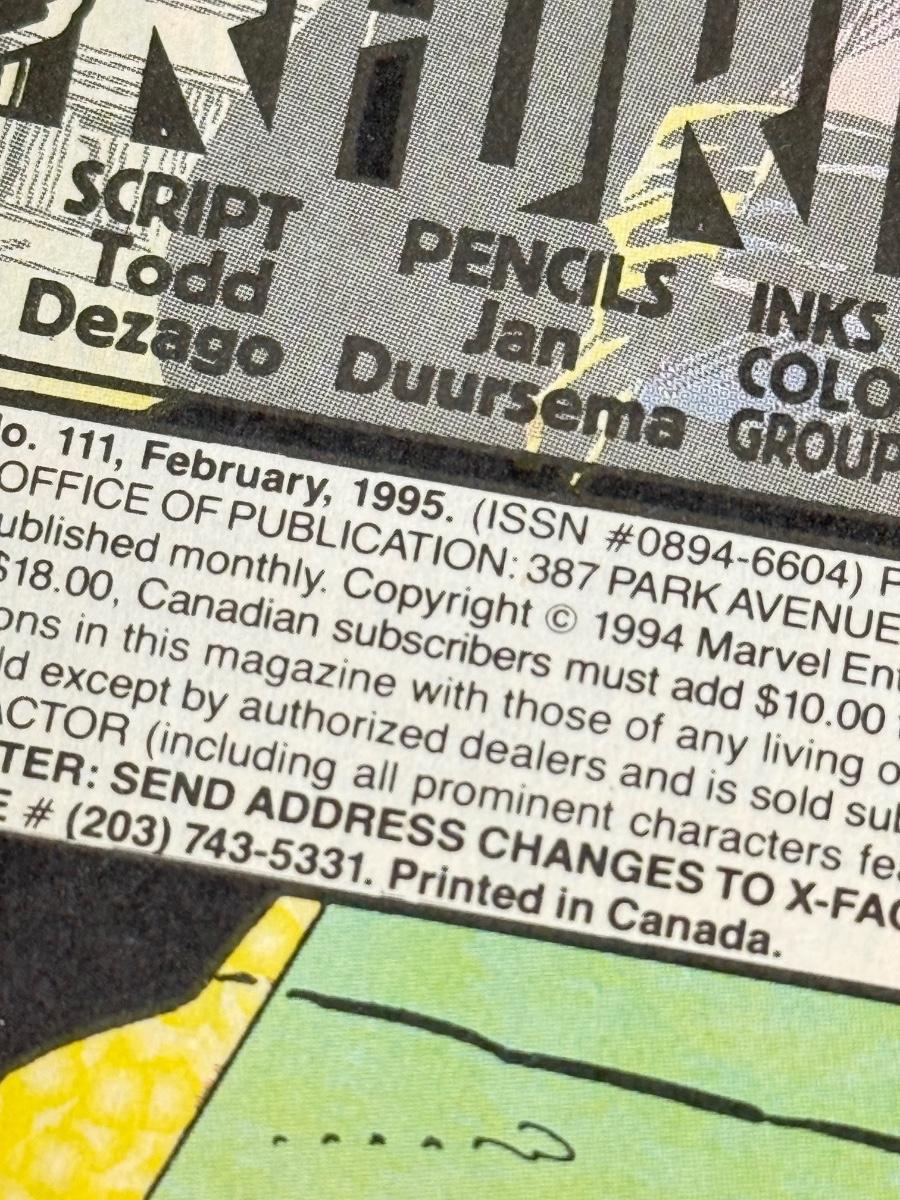 SCRIPT
Todd
Dezago
PENCILS
Jan
Duursema
INKS
COLO
GROUP
o. 111, February, 1995. (ISSN #0894-6604) P
OFFICE OF PUBLICATION: 387 PARK AVENUE
ublished monthly. Copyright © 1994 Marvel Ent
$18.00, Canadian subscribers must add $10.00
ons in this magazine with those of any living o
ld except by authorized dealers and is sold sub
ACTOR (including all prominent characters fea
TER: SEND ADDRESS CHANGES TO X-FAC
E # (203) 743-5331. Printed in Canada.